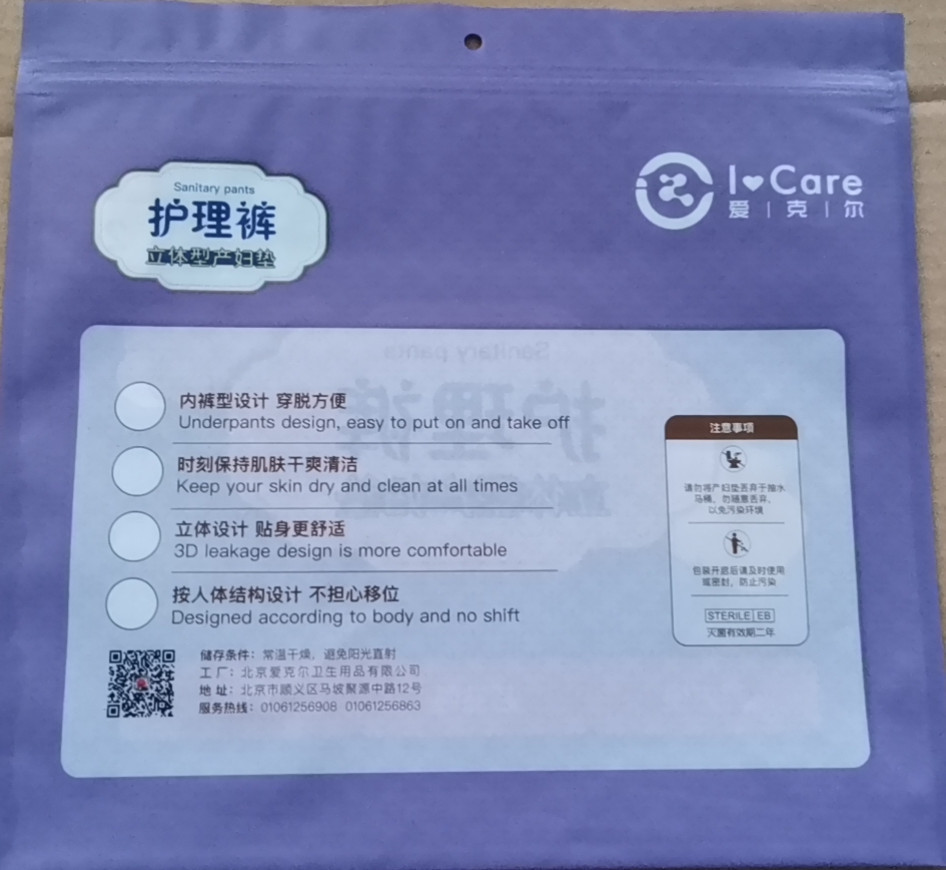 Sanitary pants
护理裤
立体型产妇垫
I♥Care
爱|克|尔
内裤型设计 穿脱方便
Underpants design, easy to put on and take off
时刻保持肌肤干爽清洁
Keep your skin dry and clean at all times
立体设计 贴身更舒适
3D leakage design is more comfortable
按人体结构设计 不担心移位
Designed according to body and no shift
注意事项
请勿将产妇垫丢弃于抽水
马桶，勿随意丢弃，
以免污染环境
包装开启后请及时使用
或密封，防止污染
STERILE EB
灭菌有效期二年
储存条件：常温干燥，避免阳光直射
工厂：北京爱克尔卫生用品有限公司
地址：北京市顺义区马坡聚源中路12号
服务热线：01061256908 01061256863